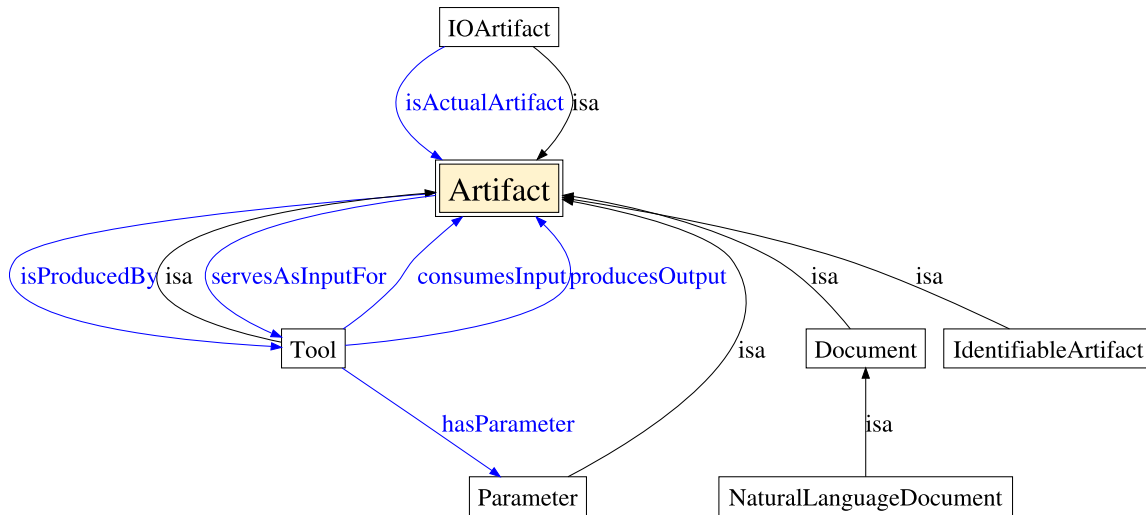 IOArtifact
isActualArtifact
isa
Artifact
isProducedBy
isa
servesAsInputFor
consumesInput
producesOutput
isa
isa
Tool
isa
Document
IdentifiableArtifact
hasParameter
isa
Parameter
NaturalLanguageDocument